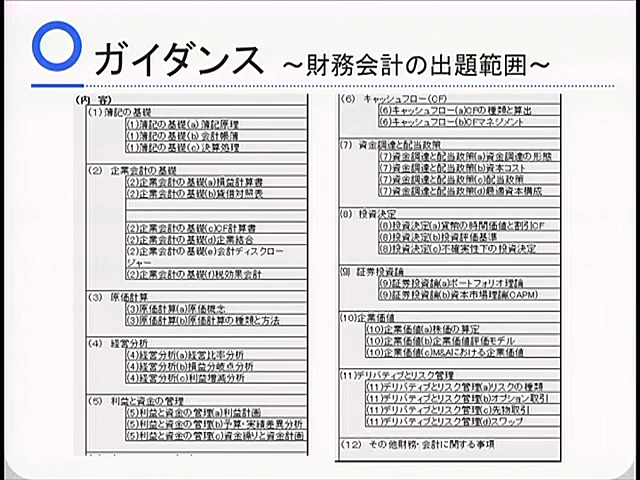 ガイダンス ～財務会計の出題範囲～
(内 容)
(1) 簿記の基礎
(1)簿記の基礎(a)簿記原理
(1)簿記の基礎(b)会計帳簿
(1)簿記の基礎(c)決算処理
(2) 企業会計の基礎
(2)企業会計の基礎(a)損益計算書
(2)企業会計の基礎(b)貸借対照表
(2)企業会計の基礎(c)CF計算書
(2)企業会計の基礎(d)企業結合
(2)企業会計の基礎(e)会計ディスクロー
ジャー
(2)企業会計の基礎(f)税効果会計
(3) 原価計算
(3)原価計算(a)原価概念
(3)原価計算(b)原価計算の種類と方法
(4) 経営分析
(4)経営分析(a)経営比率分析
(4)経営分析(b)損益分岐点分析
(4)経営分析(c)利益増減分析
(5) 利益と資金の管理
(5)利益と資金の管理(a)利益計画
(5)利益と資金の管理(b)予算・実績差異分析
(5)利益と資金の管理(c)資金繰りと資金計画
(6) キャッシュフロー(CF)
(6)キャッシュフロー(a)CFの種類と算出
(6)キャッシュフロー(b)CFマネジメント
(7) 資金調達と配当政策
(7)資金調達と配当政策(a)資金調達の形態
(7)資金調達と配当政策(b)資本コスト
(7)資金調達と配当政策(c)配当政策
(7)資金調達と配当政策(d)最適資本構成
(8) 投資決定
(8)投資決定(a)貨幣の時間価値と割引CF
(8)投資決定(b)投資評価基準
(8)投資決定(c)不確実性下の投資決定
(9) 証券投資論
(9)証券投資論(a)ポートフォリオ理論
(9)証券投資論(b)資本市場理論(CAPM)
(10)企業価値
(10)企業価値(a)株価の算定
(10)企業価値(b)企業評価モデル
(10)企業価値(c)M&Aにおける企業価値
(11)デリバティブとリスク管理
(11)デリバティブとリスク管理(a)リスクの種類
(11)デリバティブとリスク管理(b)オプション取引
(11)デリバティブとリスク管理(c)先物取引
(11)デリバティブとリスク管理(d)スワップ
(12) その他財務・会計に関する事項